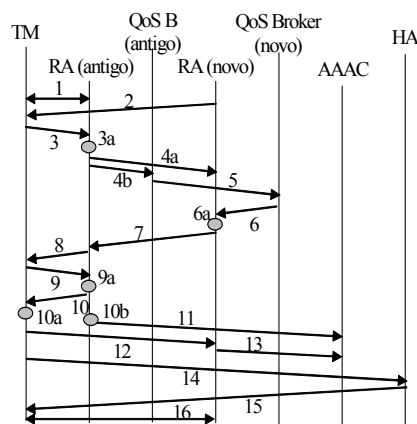 QoS B QoS Broker
TM (antigo) (novo) HA
RA (antigo) RA (novo) AAAC
1
2
3 3a
4a
4b 5
6a 6
7
8
9 9a
10 10b 11
10a
12 13
14
15
16